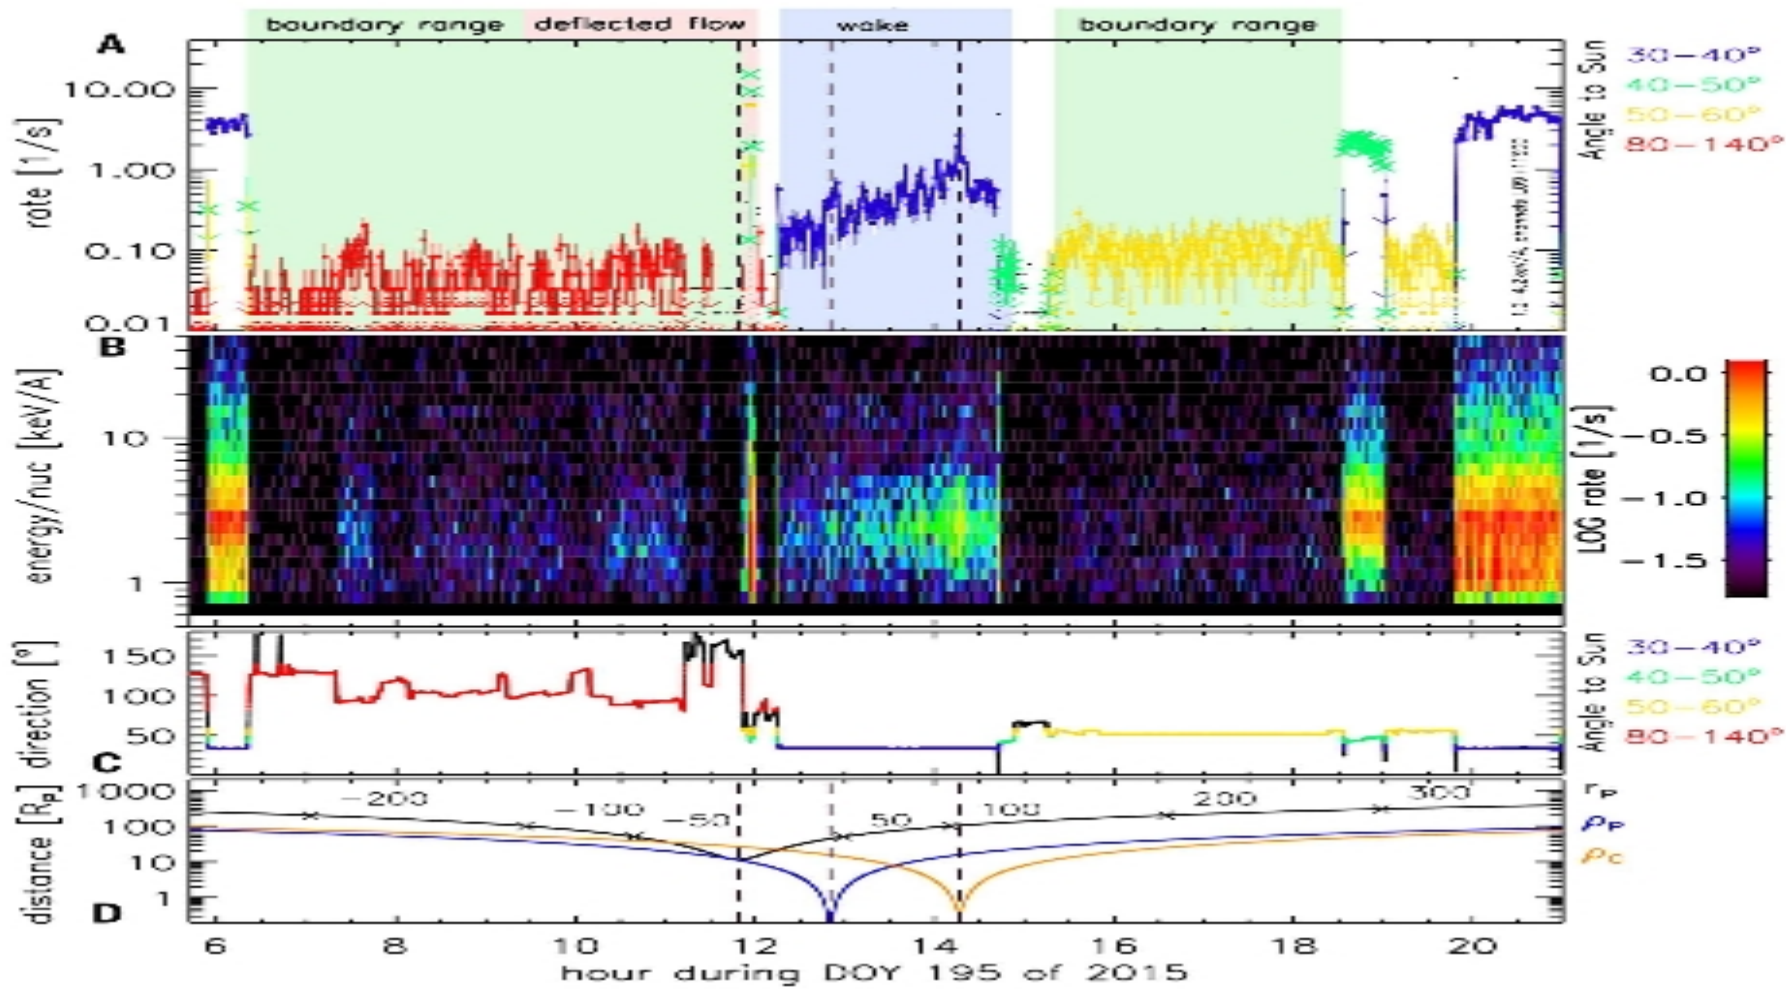 boundary range deflected flow wake boundary range
A
rate [1/s]
10.00
1.00
0.10
0.01
Angle to Sun
30-40°
40-50°
50-60°
80-140°
B
energy/nuc [keV/A]
10
1
LOG rate [1/s]
0.0
-0.5
-1.0
-1.5
C
direction [°]
150
100
50
Angle to Sun
30-40°
40-50°
50-60°
80-140°
D
distance [Rp]
1000
100
10
1
-200 -100 -50 50 100 200 300
rP
ρP
ρC
6 8 10 12 14 16 18 20
hour during DOY 195 of 2015